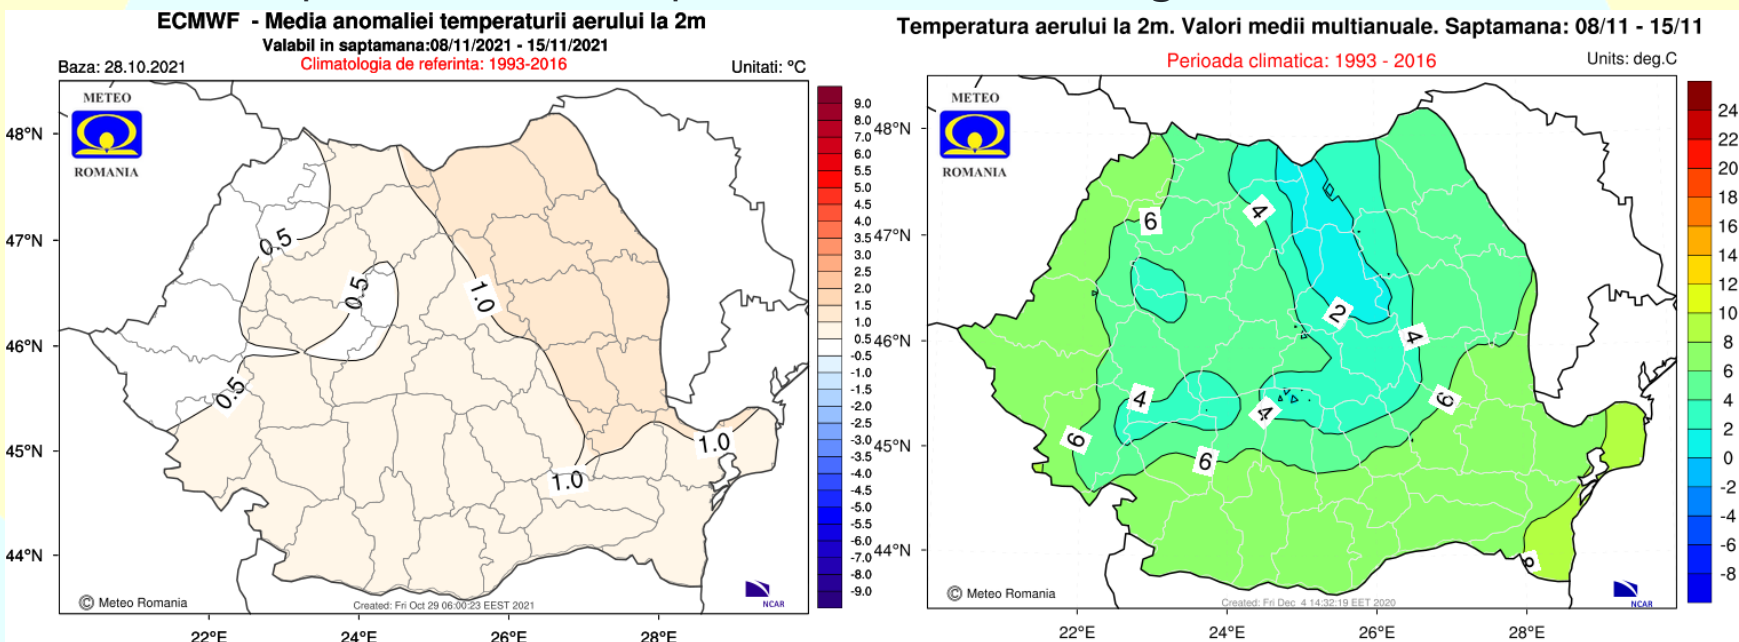 ECMWF - Media anomaliei temperaturii aerului la 2m
Valabil in saptamana:08/11/2021 - 15/11/2021
Baza: 28.10.2021
Climatologia de referinta: 1993-2016
Unitati: °C
METEO
ROMANIA
48°N
47°N
46°N
45°N
44°N
0.5
0.5
1.0
0.5
1.0
1.0
9.0
8.0
7.0
6.0
5.5
5.0
4.5
4.0
3.5
3.0
2.5
2.0
1.5
1.0
0.5
-0.5
-1.0
-1.5
-2.0
-2.5
-3.0
-3.5
-4.0
-4.5
-5.0
-5.5
-6.0
-7.0
-8.0
-9.0
© Meteo Romania
Created: Fri Oct 29 06:00:23 EEST 2021
NCAR
22°E
24°E
26°E
28°E
Temperatura aerului la 2m. Valori medii multianuale. Saptamana: 08/11 - 15/11
Perioada climatica: 1993 - 2016
Units: deg.C
METEO
ROMANIA
48°N
47°N
46°N
45°N
44°N
6
4
2
4
4
4
6
6
6
8
24
22
20
18
16
14
12
10
8
6
4
2
0
-2
-4
-6
-8
© Meteo Romania
Created: Fri Dec 4 14:32:19 EET 2020
NCAR
22°E
24°E
26°E
28°E